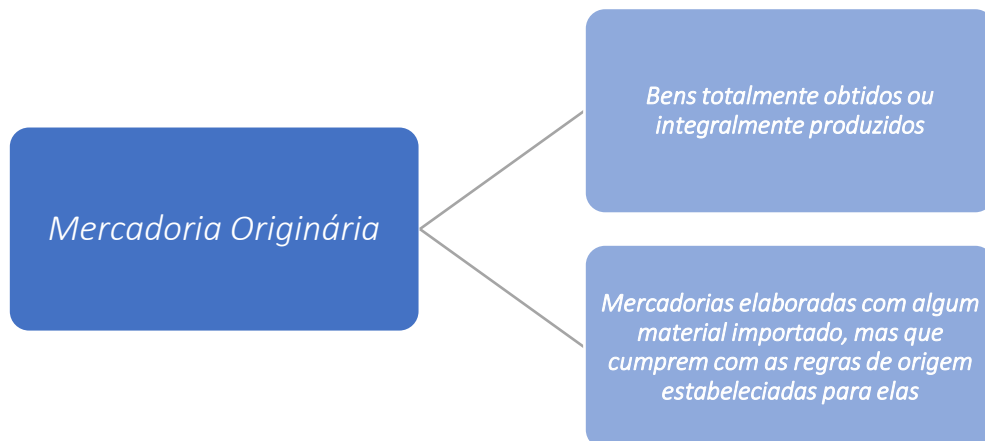 Mercadoria Originária
Bens totalmente obtidos ou
integralmente produzidos
Mercadorias elaboradas com algum
material importado, mas que
cumprem com as regras de origem
estabeleciadas para elas